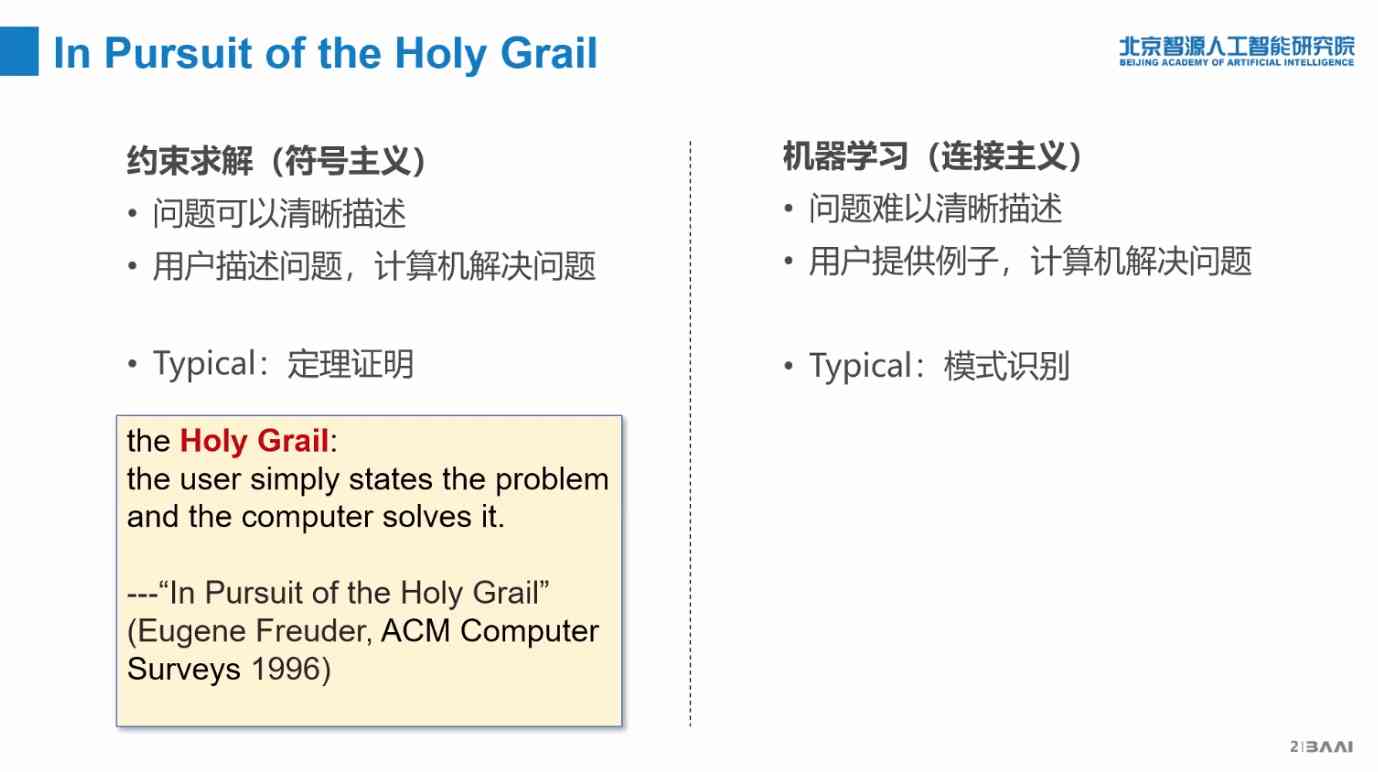 In Pursuit of the Holy Grail
北京智源人工智能研究院
BEIJING ACADEMY OF ARTIFICIAL INTELLIGENCE
约束求解（符号主义）
• 问题可以清晰描述
• 用户描述问题，计算机解决问题
• Typical：定理证明
the Holy Grail:
the user simply states the problem
and the computer solves it.
---“In Pursuit of the Holy Grail”
(Eugene Freuder, ACM Computer
Surveys 1996)
机器学习（连接主义）
• 问题难以清晰描述
• 用户提供例子，计算机解决问题
• Typical：模式识别
2 | BAAI